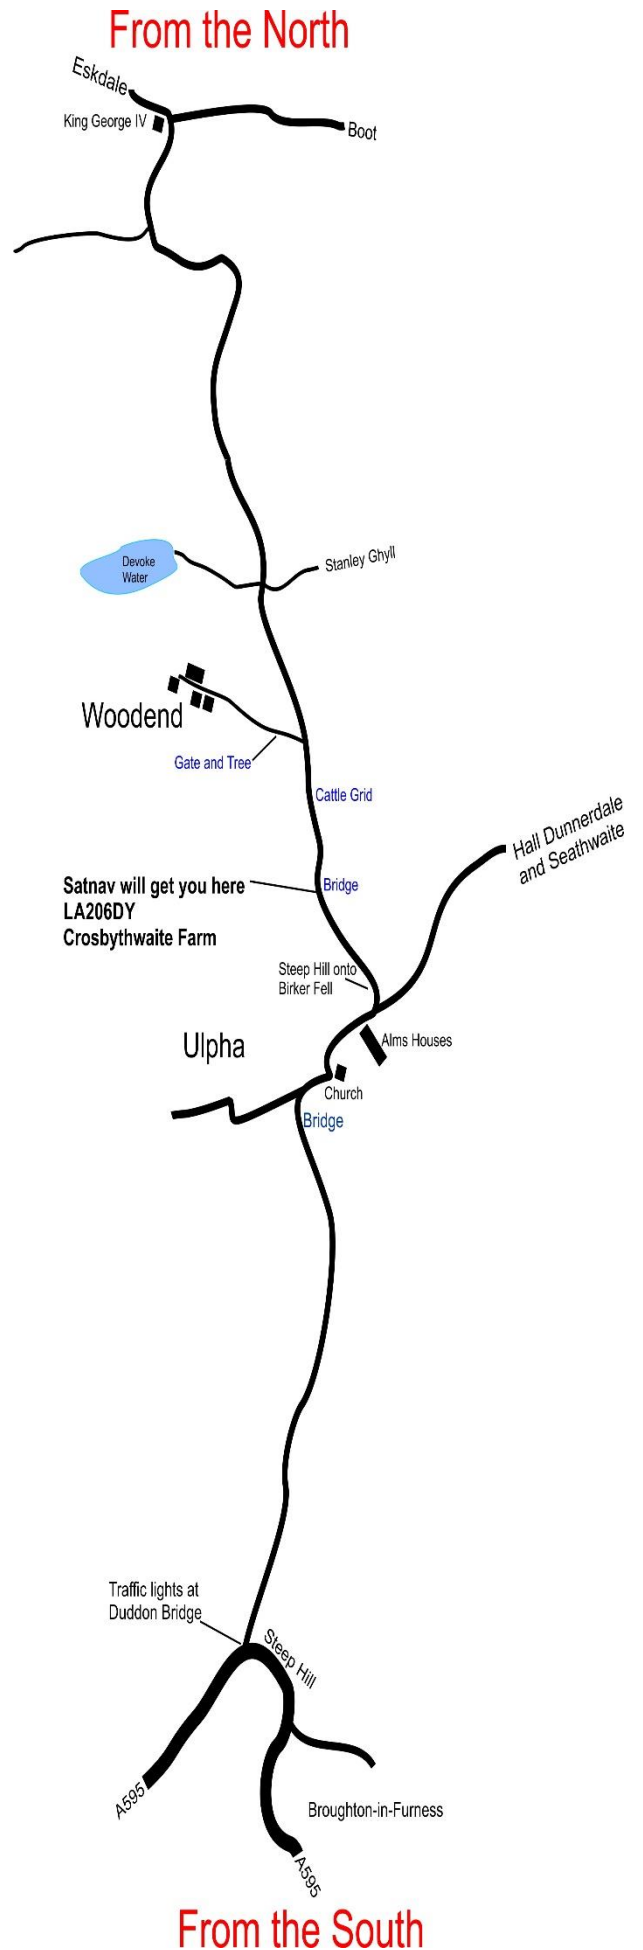 From the North
Eskdale
King George IV
Boot
Devoke
Water
Stanley Ghyll
Woodend
Gate and Tree
Cattle Grid
Hall Dunnerdale
and Seathwaite
Satnav will get you here
LA206DY
Crosbythwaite Farm
Bridge
Steep Hill onto
Birker Fell
Ulpha
Alms Houses
Church
Bridge
Traffic lights at
Duddon Bridge
Steep Hill
A595
Broughton-in-Furness
A595
From the South